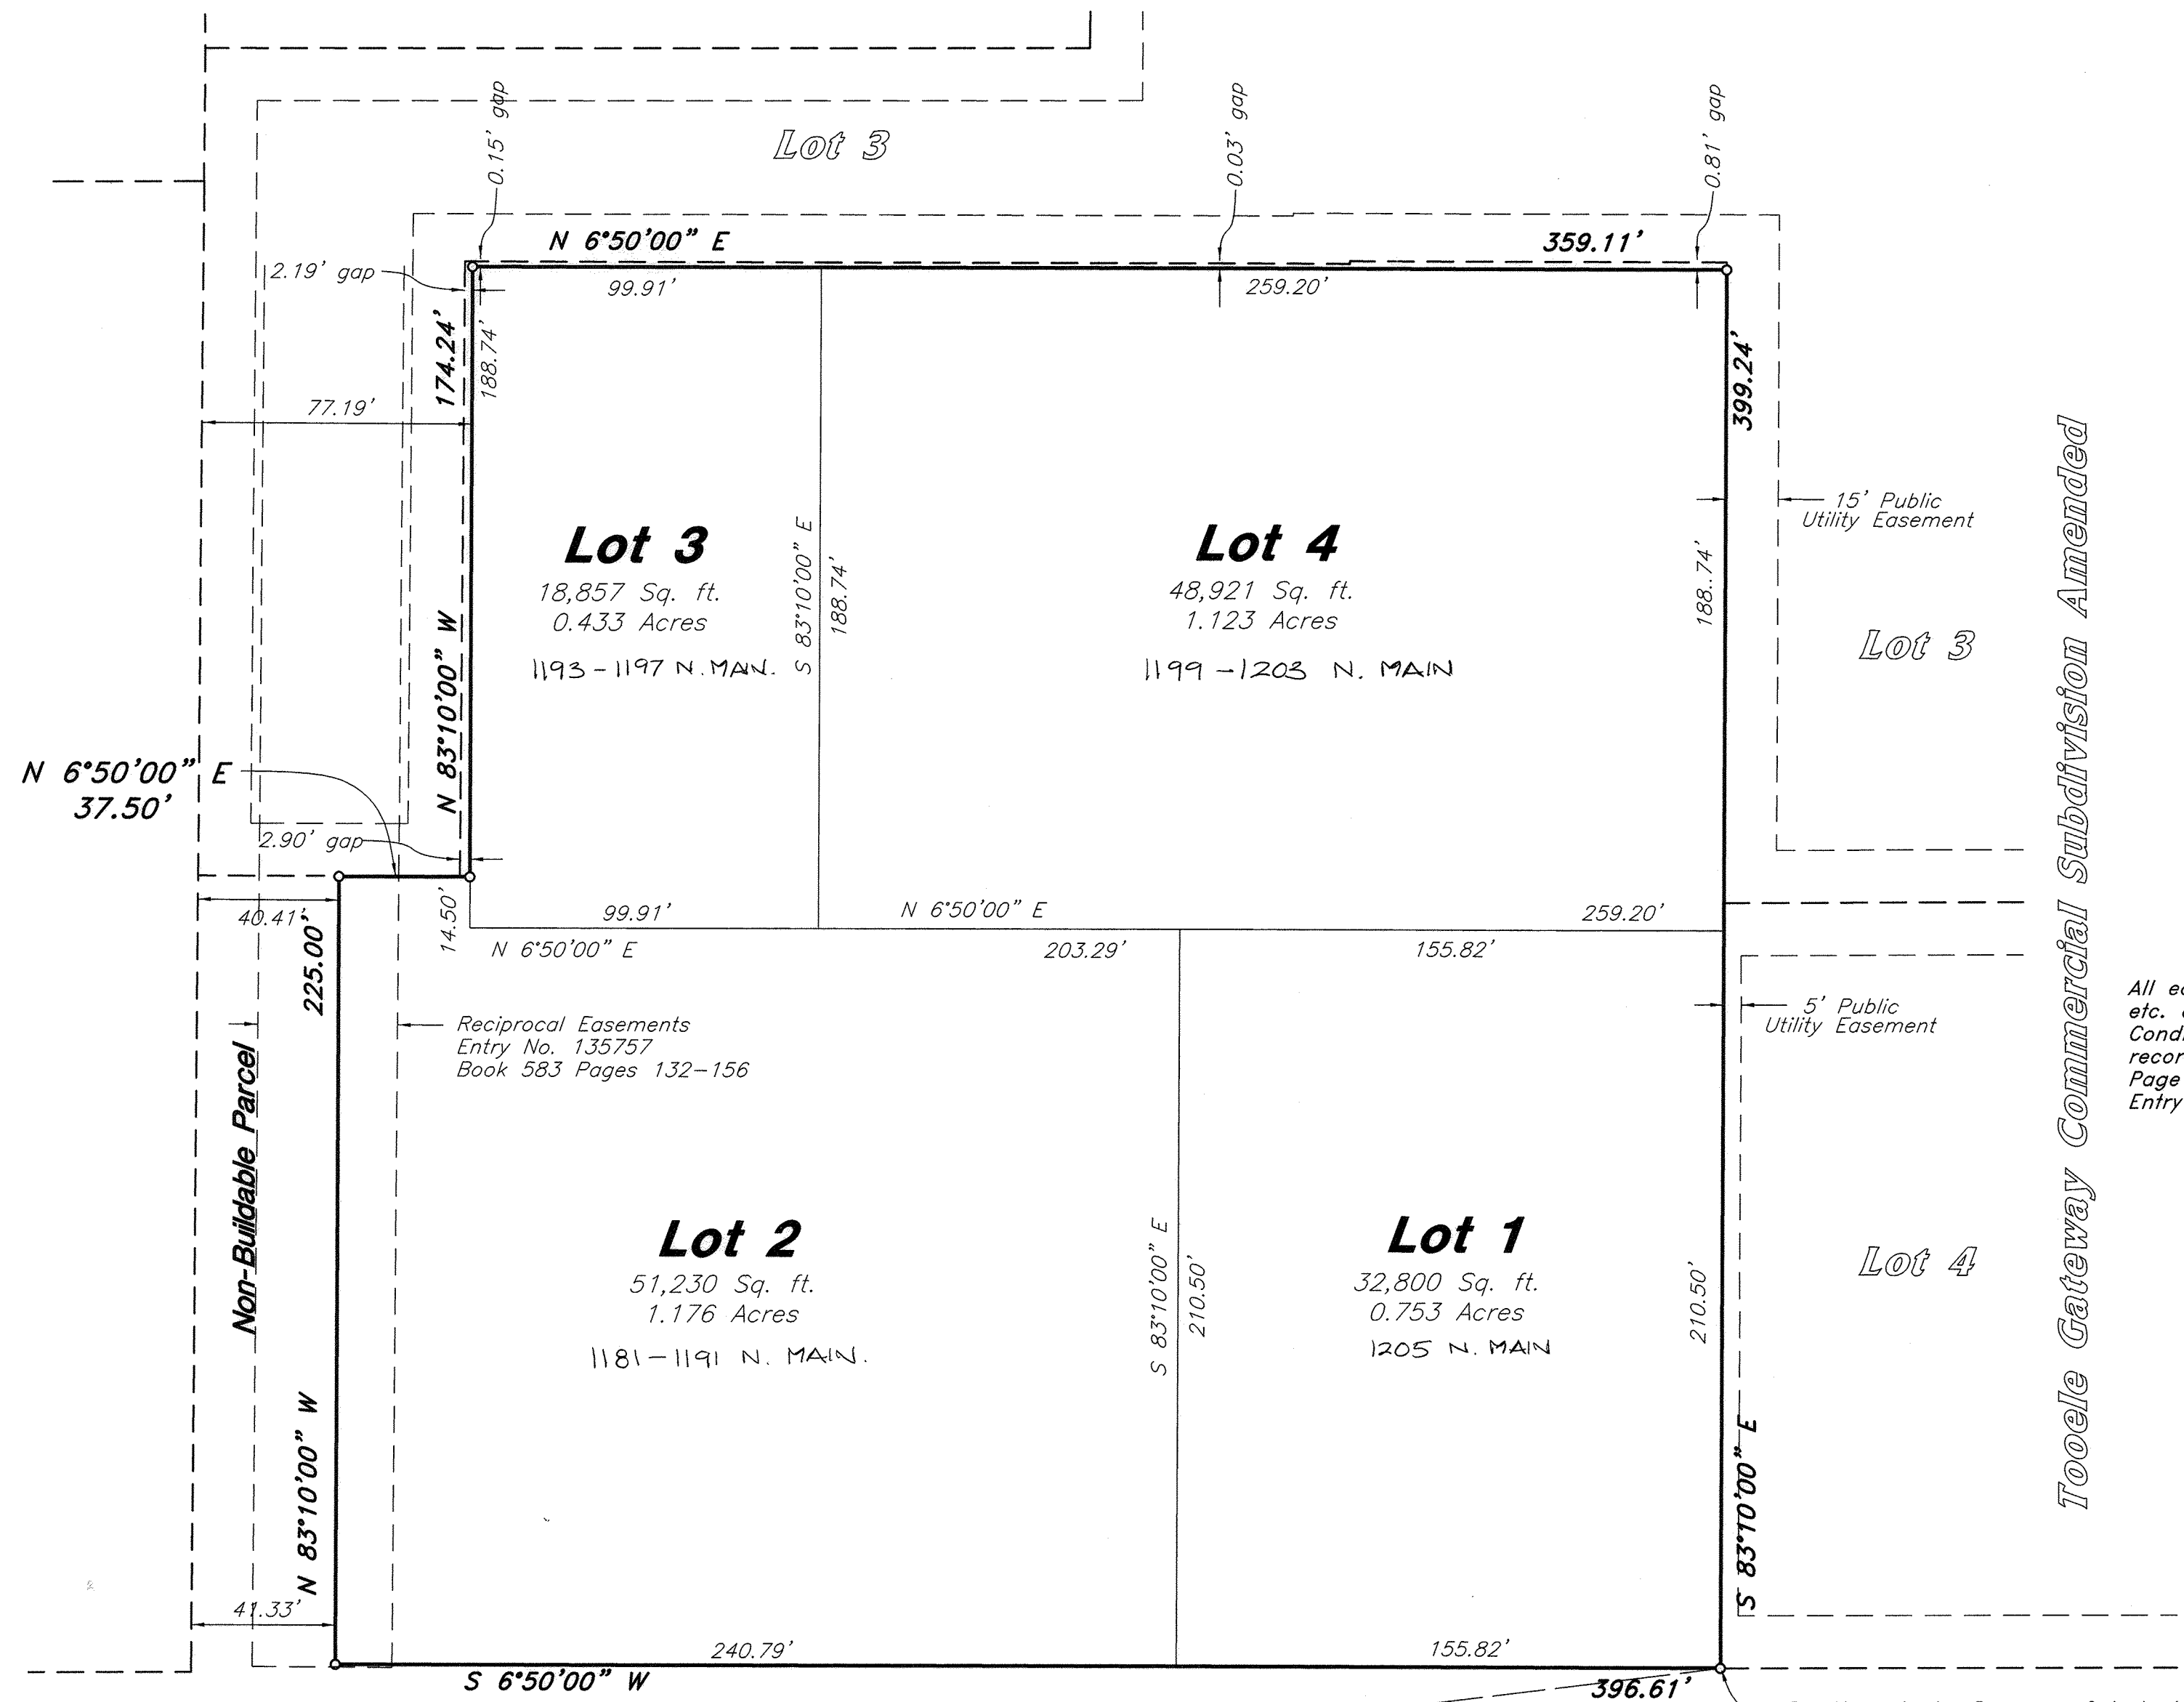 0.15' gap
0.03' gap
0.81' gap
Lot 3
N 6°50'00" E
359.11'
2.19' gap
99.91'
259.20'
174.24'
188.74'
399.24'
77.19'
15' Public
Utility Easement
Lot 3
18,857 Sq. ft.
0.433 Acres
1193-1197 N. MAIN.
S 83°10'00" E
188.74'
Lot 4
48,921 Sq. ft.
1.123 Acres
1199-1203 N. MAIN
188.74'
Lot 3
Tooele Gateway Commercial Subdivision Amended
N 83°10'00" W
N 6°50'00" E
37.50'
2.90' gap
40.41'
225.00'
14.50'
99.91'
N 6°50'00" E
259.20'
N 6°50'00" E
203.29'
155.82'
5' Public
Utility Easement
Reciprocal Easements
Entry No. 135757
Book 583 Pages 132-156
Non-Buildable Parcel
Lot 2
51,230 Sq. ft.
1.176 Acres
1181-1191 N. MAIN.
S 83°10'00" E
210.50'
Lot 1
32,800 Sq. ft.
0.753 Acres
1205 N. MAIN
210.50'
Lot 4
N 83°10'00" W
S 83°10'00" E
41.33'
240.79'
155.82'
S 6°50'00" W
396.61'
All
etc.
Page
Entry